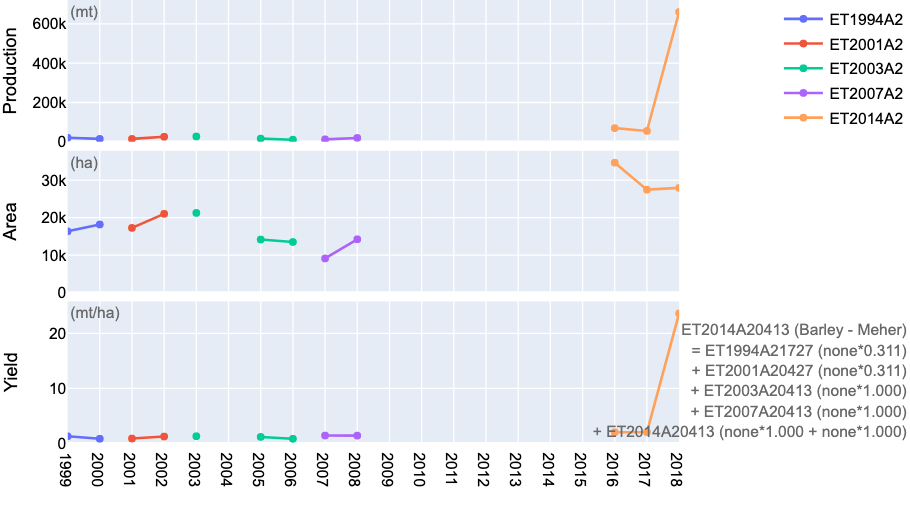 (mt)
Production
600k
400k
200k
0
ET1994A2
ET2001A2
ET2003A2
ET2007A2
ET2014A2
(ha)
Area
30k
20k
10k
0
(mt/ha)
Yield
20
10
0
ET2014A20413 (Barley - Meher)
= ET1994A21727 (none*0.311)
+ ET2001A20427 (none*0.311)
+ ET2003A20413 (none*1.000)
+ ET2007A20413 (none*1.000)
+ ET2014A20413 (none*1.000 + none*1.000)
1999 2000 2001 2002 2003 2004 2005 2006 2007 2008 2009 2010 2011 2012 2013 2014 2015 2016 2017 2018